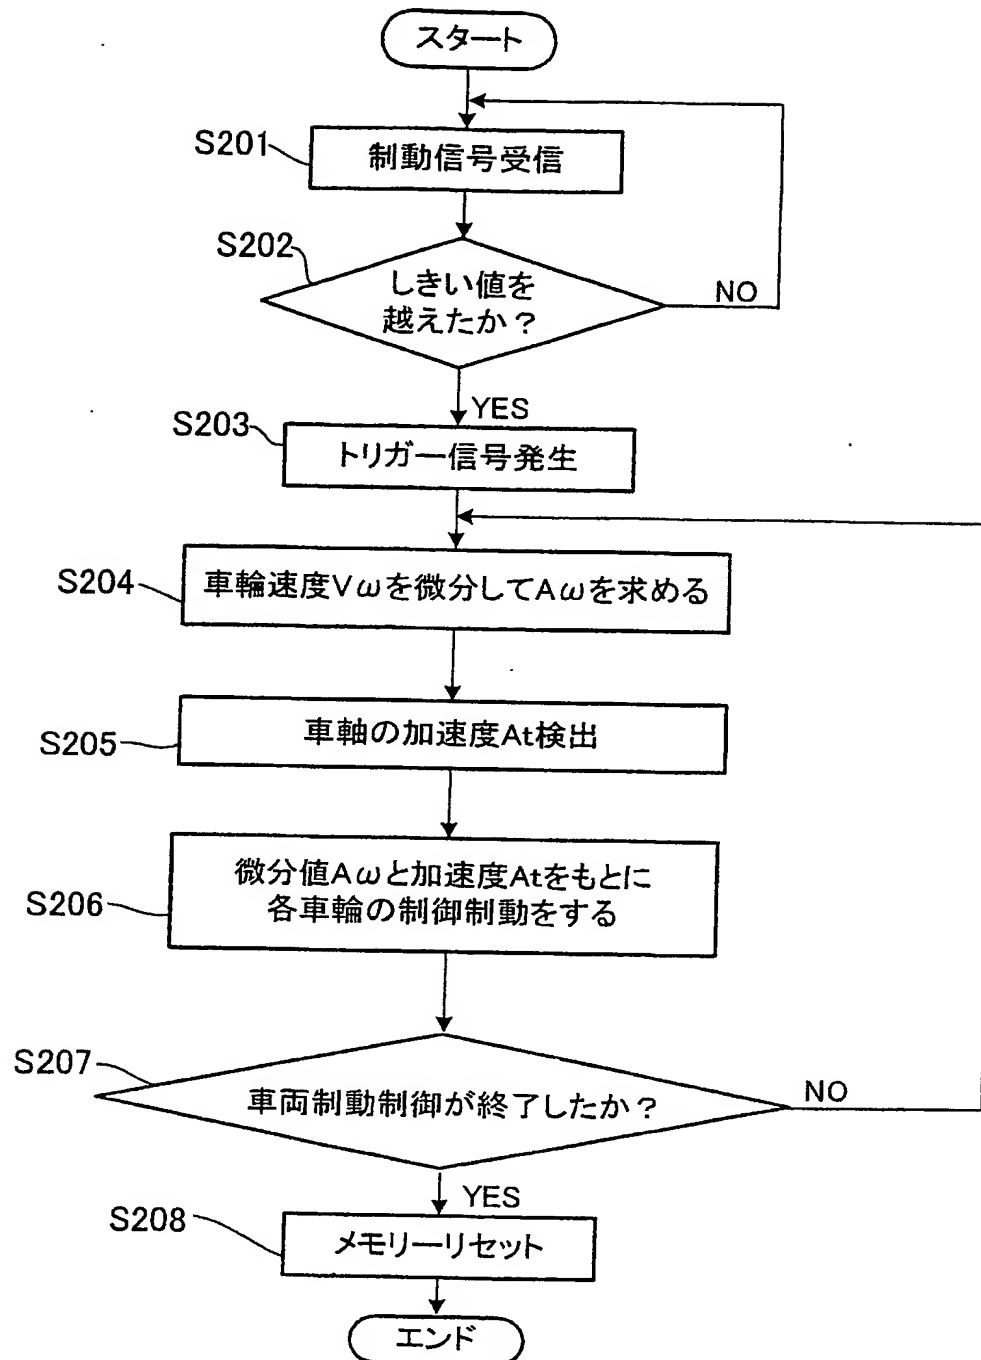 スタート
S201
制動信号受信
S202
しきい値を
越えたか？
NO
YES
S203
トリガー信号発生
S204
車輪速度Vωを微分してAωを求める
S205
車軸の加速度At検出
S206
微分値Aωと加速度Atをもとに
各車輪の制御制動をする
S207
車両制動制御が終了したか？
NO
YES
S208
メモリーリセット
エンド